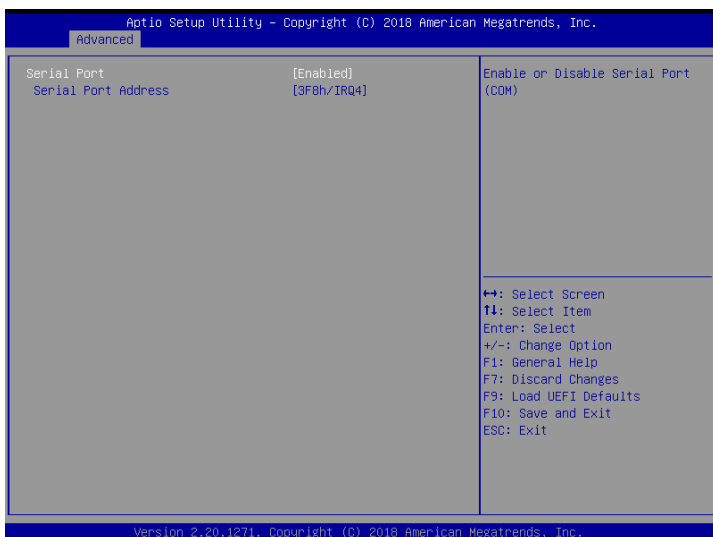 Aptio Setup Utility – Copyright (C) 2018 American Megatrends, Inc.
Advanced
Serial Port [Enabled]
Serial Port Address [3F8h/IRQ4]
Enable or Disable Serial Port
(COM)
↔: Select Screen
↑↓: Select Item
Enter: Select
+/-: Change Option
F1: General Help
F7: Discard Changes
F9: Load UEFI Defaults
F10: Save and Exit
ESC: Exit
Version 2.20.1271. Copyright (C) 2018 American Megatrends, Inc.